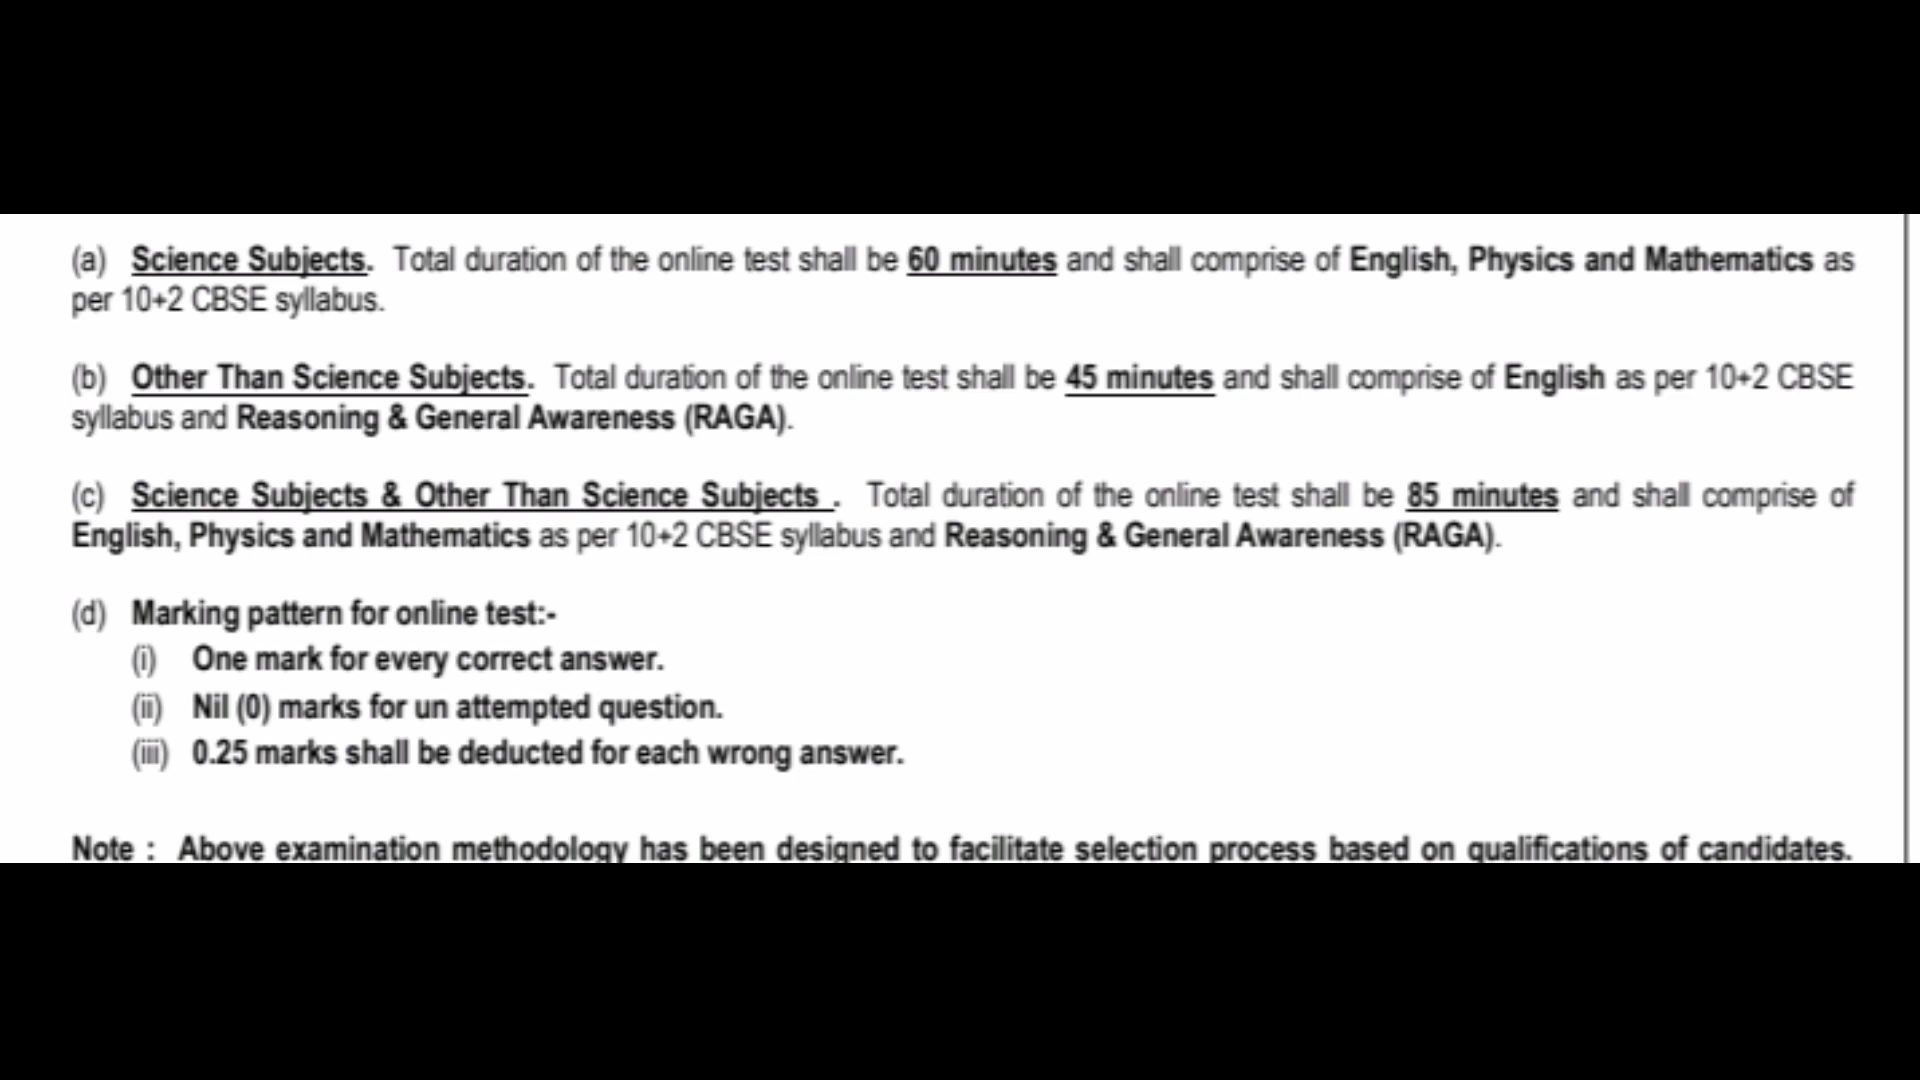 (a) Science Subjects. Total duration of the online test shall be 60 minutes and shall comprise of English, Physics and Mathematics as
per 10+2 CBSE syllabus.
(b) Other Than Science Subjects. Total duration of the online test shall be 45 minutes and shall comprise of English as per 10+2 CBSE
syllabus and Reasoning & General Awareness (RAGA).
(c) Science Subjects & Other Than Science Subjects . Total duration of the online test shall be 85 minutes and shall comprise of
English, Physics and Mathematics as per 10+2 CBSE syllabus and Reasoning & General Awareness (RAGA).
(d) Marking pattern for online test:-
(i) One mark for every correct answer.
(ii) Nil (0) marks for un attempted question.
(iii) 0.25 marks shall be deducted for each wrong answer.
Note : Above examination methodology has been designed to facilitate selection process based on qualifications of candidates.